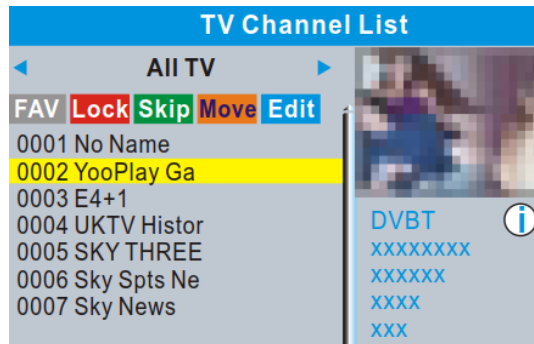 TV Channel List
All TV
FAV Lock Skip Move Edit
0001 No Name
0002 YooPlay Ga
0003 E4+1
0004 UKTV Histor
0005 SKY THREE
0006 Sky Spts Ne
0007 Sky News
DVBT i
xxxxxxxx
xxxxxx
xxxx
xxx